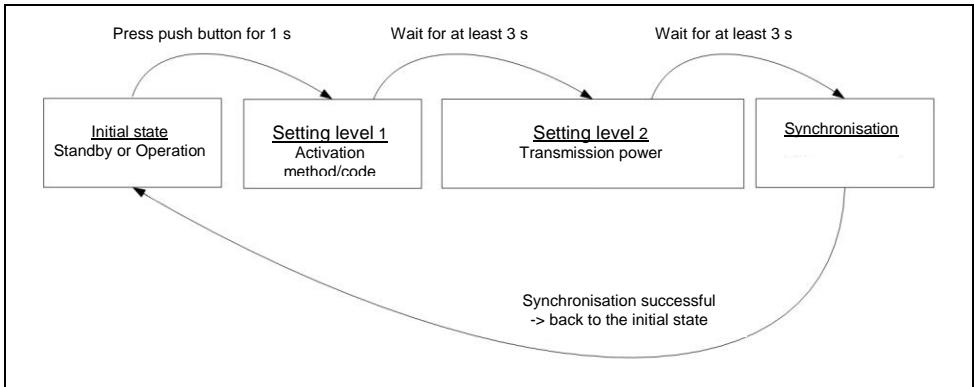 Press push button for 1 s
Wait for at least 3 s
Wait for at least 3 s
Initial state
Standby or Operation
Setting level 1
Activation
method/code
Setting level 2
Transmission power
Synchronisation
Synchronisation successful
-> back to the initial state